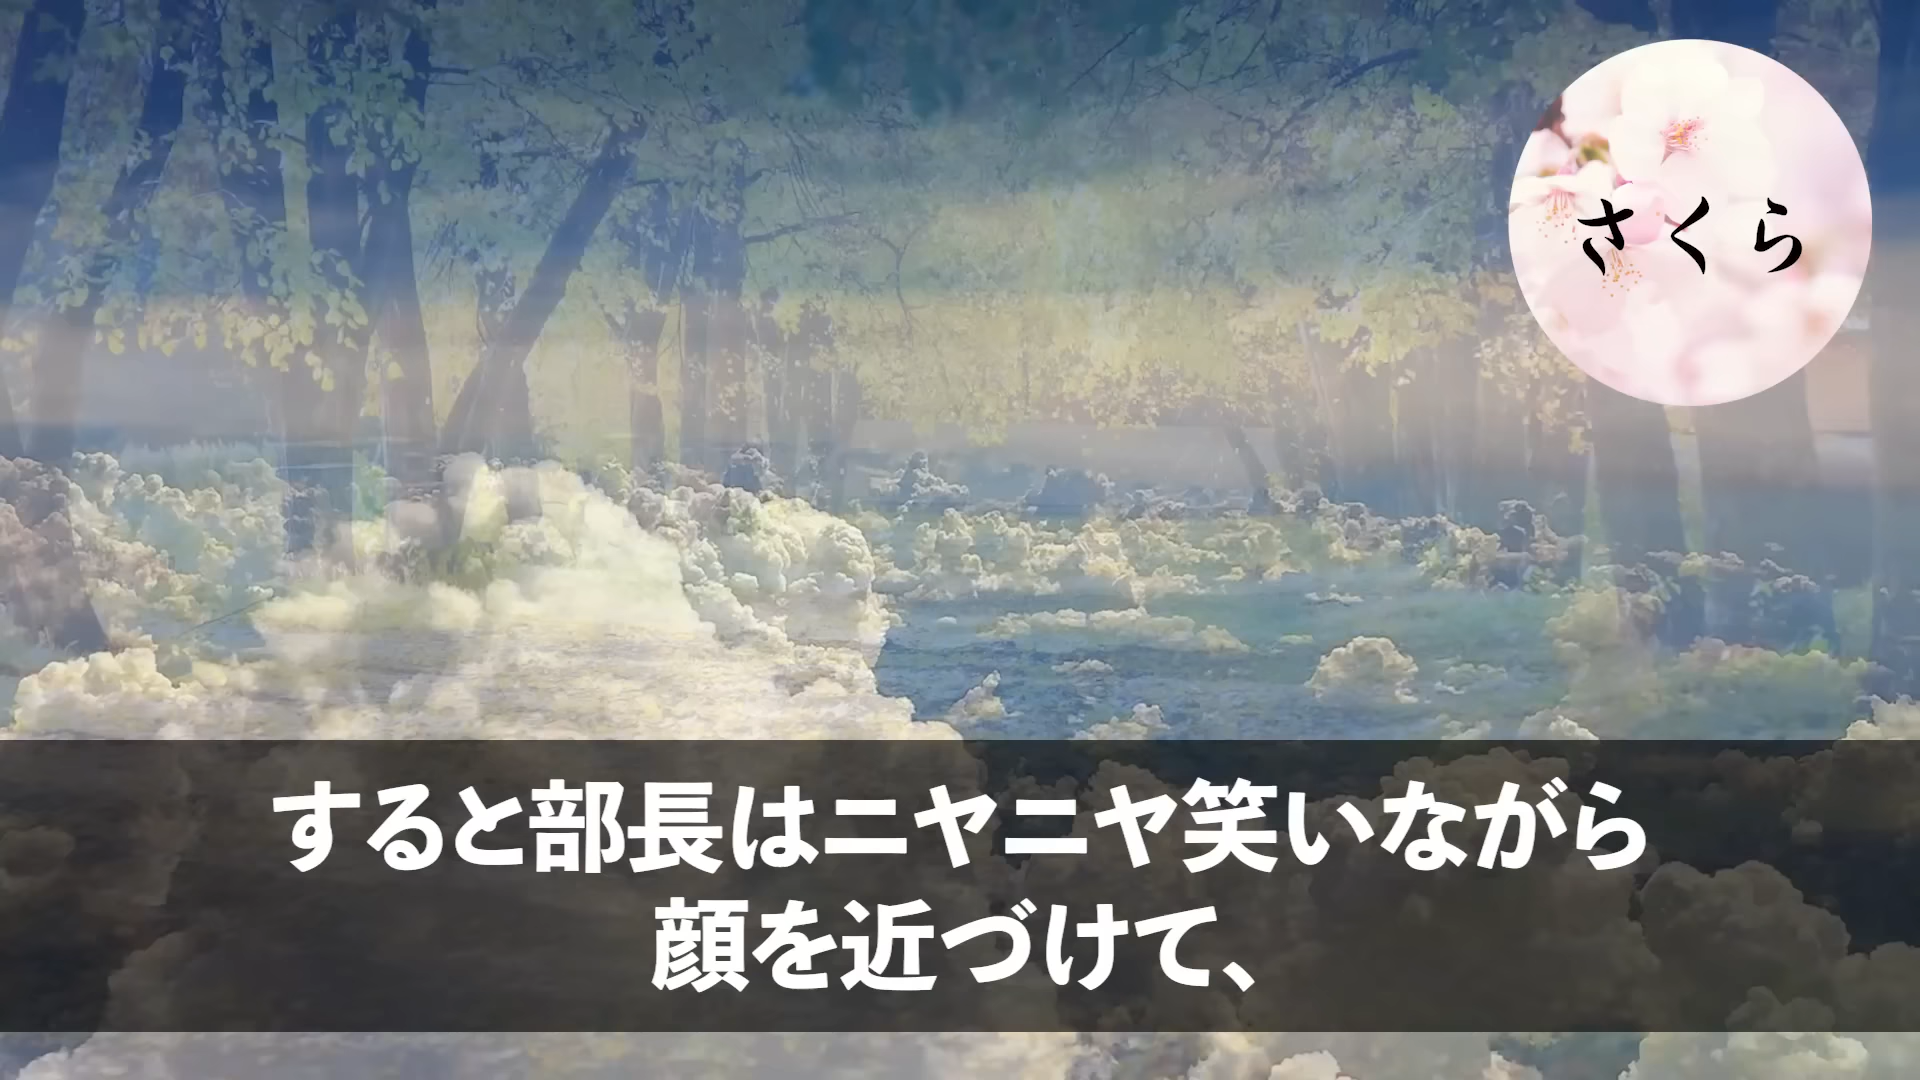 さくら
すると部長はニヤニヤ笑いながら
顔を近づけて、